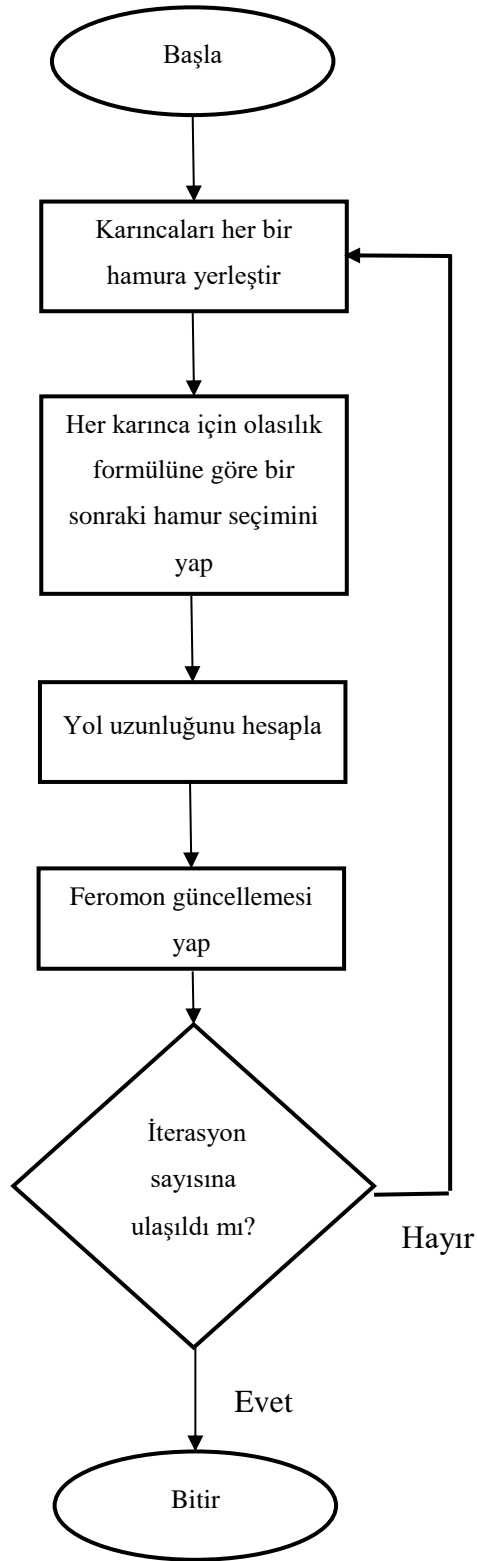 Başla
Karıncaları her bir
hamura yerleştir
Her karınca için olasılık
formülüne göre bir
sonraki hamur seçimini
yap
Yol uzunluğunu hesapla
Feromon güncellemesi
yap
İterasyon
sayısına
ulaşıldı mı?
Hayır
Evet
Bitir